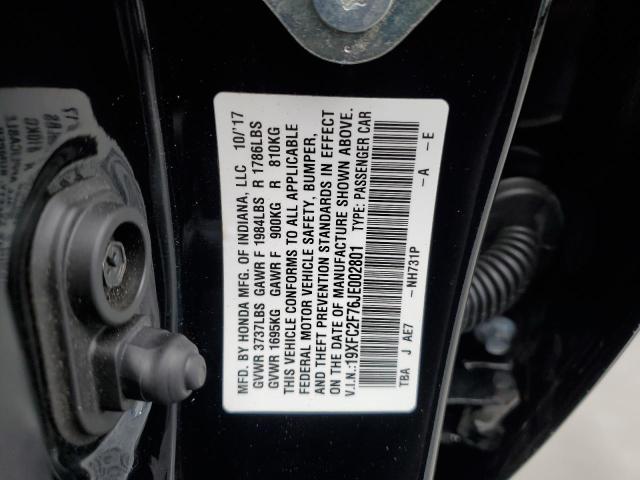 MFD. BY HONDA MFG. OF INDIANA, LLC 10/'17
GVWR 3737LBS GAWR F 1984LBS R 1786LBS
GVWR 1695KG GAWR F 900KG R 810KG
THIS VEHICLE CONFORMS TO ALL APPLICABLE
FEDERAL MOTOR VEHICLE SAFETY, BUMPER,
AND THEFT PREVENTION STANDARDS IN EFFECT
ON THE DATE OF MANUFACTURE SHOWN ABOVE.
V.I.N.:19XFC2F76JE002801 TYPE: PASSENGER CAR
TBA J AE7 -NH731P -A -E